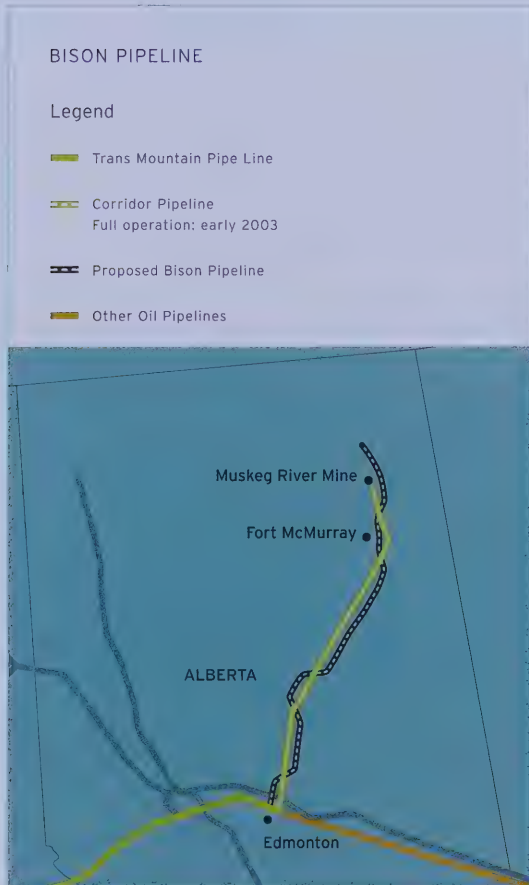 BISON PIPELINE
Legend
Trans Mountain Pipe Line
Corridor Pipeline
Full operation: early 2003
Proposed Bison Pipeline
Other Oil Pipelines
Muskeg River Mine
Fort McMurray
ALBERTA
Edmonton